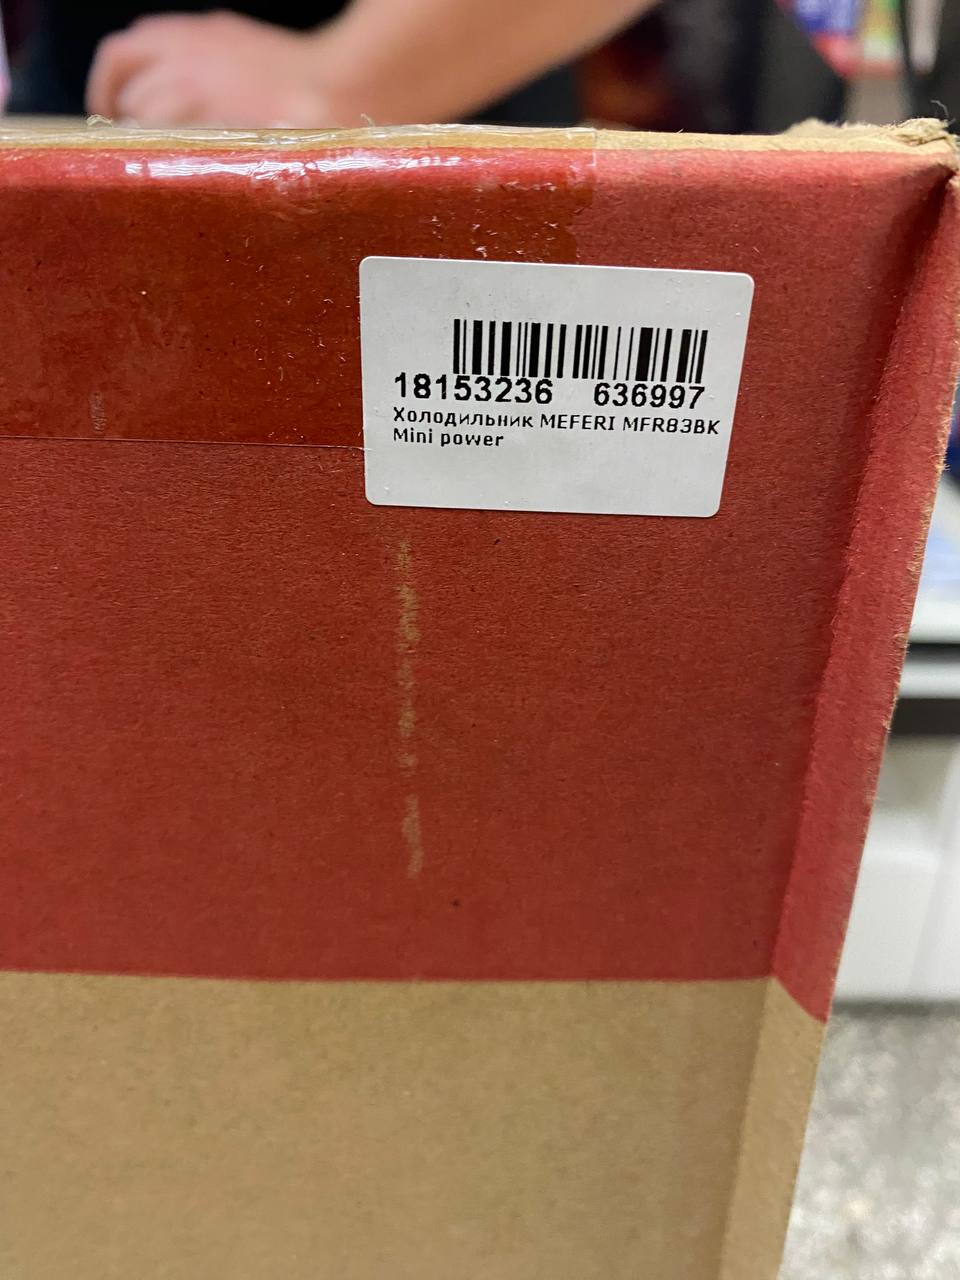 18153236 636997
Холодильник MEFERI MFR83BK
Mini power